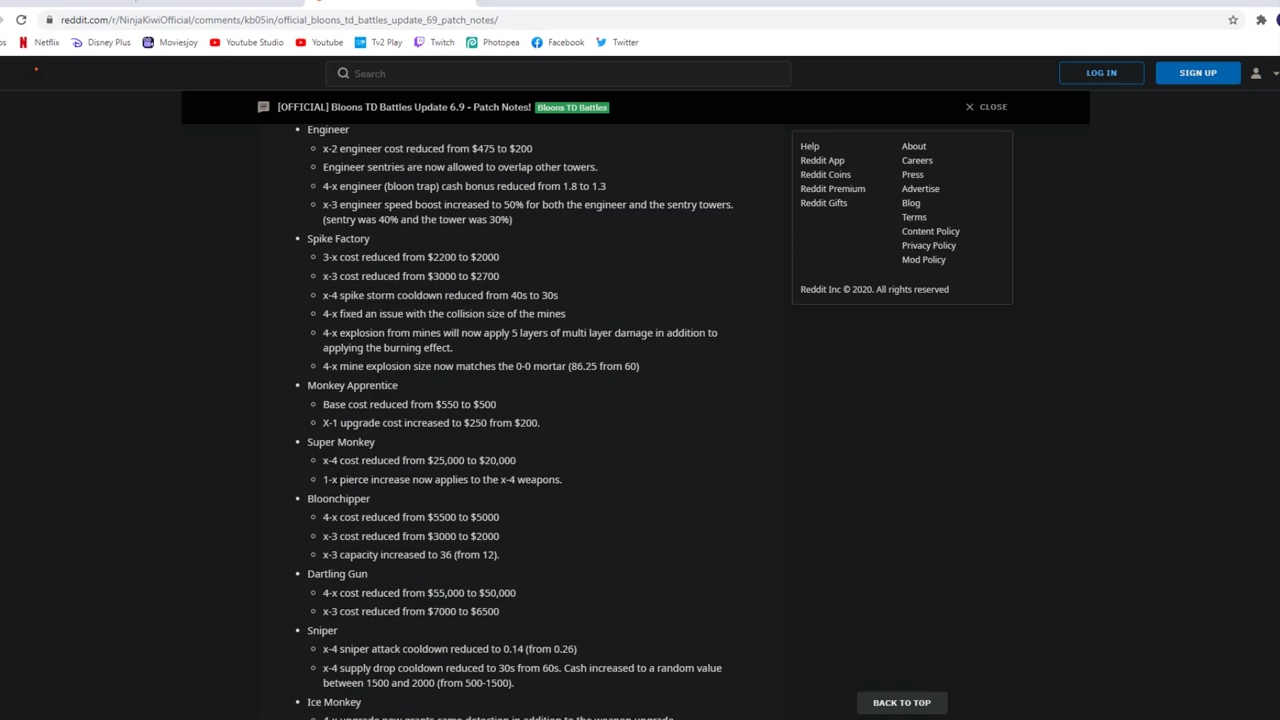 reddit.com/r/NinjaKiwiOfficial/comments/kb05in/official_bloons_td_battles_update_69_patch_notes/
Netflix Disney Plus Moviesjoy Youtube Studio Youtube Tv2 Play Twitch Photopea Facebook Twitter
Search LOG IN SIGN UP
[OFFICIAL] Bloons TD Battles Update 6.9 - Patch Notes! Bloons TD Battles CLOSE
Engineer
x-2 engineer cost reduced from $475 to $200
Engineer sentries are now allowed to overlap other towers.
4-x engineer (bloon trap) cash bonus reduced from 1.8 to 1.3
x-3 engineer speed boost increased to 50% for both the engineer and the sentry towers.
(sentry was 40% and the tower was 30%)
Spike Factory
3-x cost reduced from $2200 to $2000
x-3 cost reduced from $3000 to $2700
x-4 spike storm cooldown reduced from 40s to 30s
4-x fixed an issue with the collision size of the mines
4-x explosion from mines will now apply 5 layers of multi layer damage in addition to
applying the burning effect.
4-x mine explosion size now matches the 0-0 mortar (86.25 from 60)
Monkey Apprentice
Base cost reduced from $550 to $500
X-1 upgrade cost increased to $250 from $200.
Super Monkey
x-4 cost reduced from $25,000 to $20,000
1-x pierce increase now applies to the x-4 weapons.
Bloonchipper
4-x cost reduced from $5500 to $5000
x-3 cost reduced from $3000 to $2000
x-3 capacity increased to 36 (from 12).
Dartling Gun
4-x cost reduced from $55,000 to $50,000
x-3 cost reduced from $7000 to $6500
Sniper
x-4 sniper attack cooldown reduced to 0.14 (from 0.26)
x-4 supply drop cooldown reduced to 30s from 60s. Cash increased to a random value
between 1500 and 2000 (from 500-1500).
Ice Monkey
4-x upgrade now grants camo detection in addition to the weapon upgrade
Help About
Reddit App Careers
Reddit Coins Press
Reddit Premium Advertise
Reddit Gifts Blog
Terms
Content Policy
Privacy Policy
Mod Policy
Reddit Inc © 2020. All rights reserved
BACK TO TOP